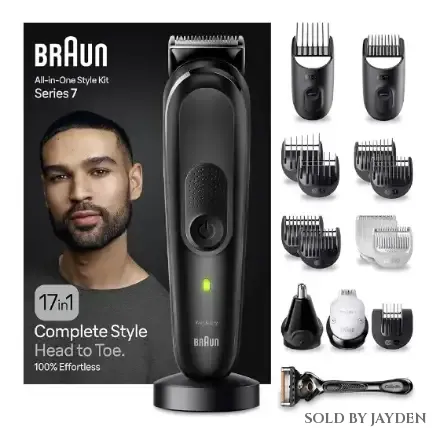 BRAUN
All-in-One Style Kit
Series 7
17in1
Complete Style
Head to Toe.
100% Effortless
BRAUN
SOLD BY JAYDEN